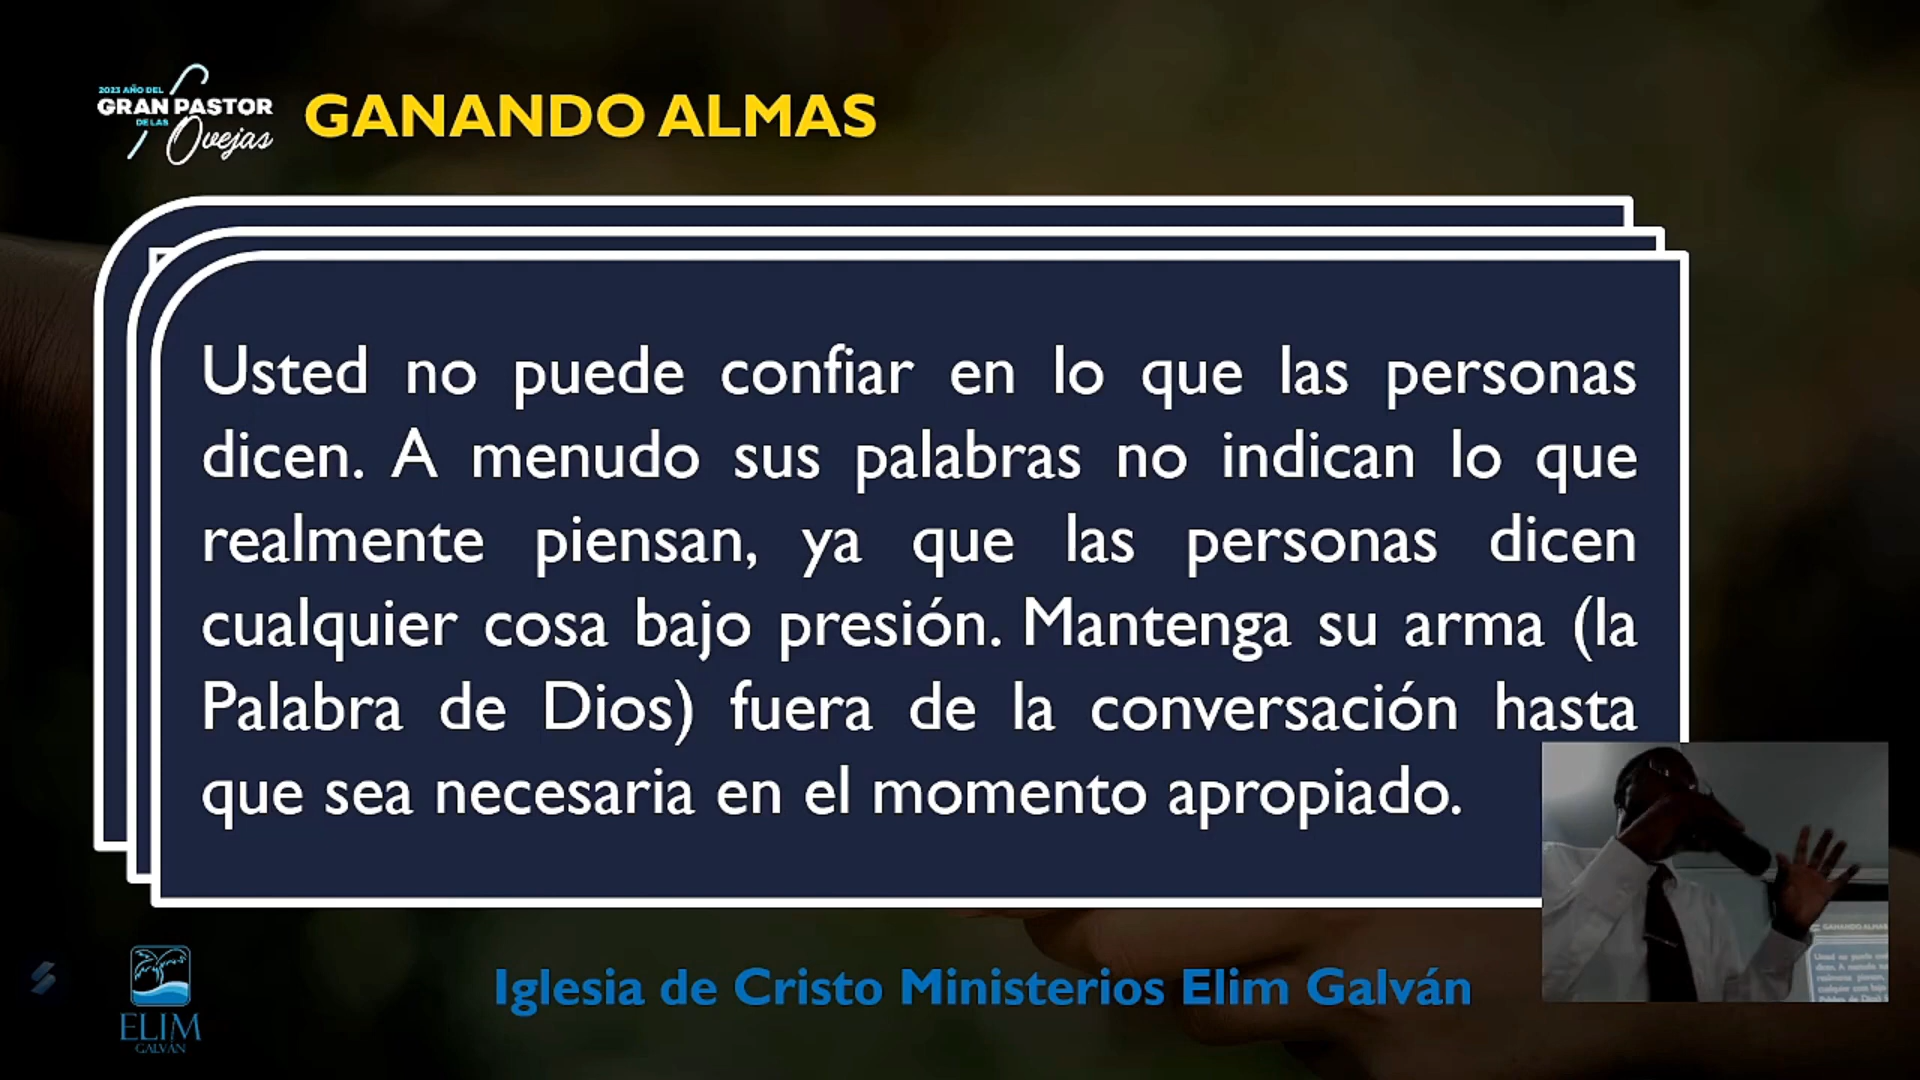 2023 AÑO DEL
GRAN PASTOR
DE LAS
Ovejas
GANANDO ALMAS
Usted no puede confiar en lo que las personas
dicen. A menudo sus palabras no indican lo que
realmente piensan, ya que las personas dicen
cualquier cosa bajo presión. Mantenga su arma (la
Palabra de Dios) fuera de la conversación hasta
que sea necesaria en el momento apropiado.
GANANDO ALMAS
ELIM
GALVÁN
Iglesia de Cristo Ministerios Elim Galván